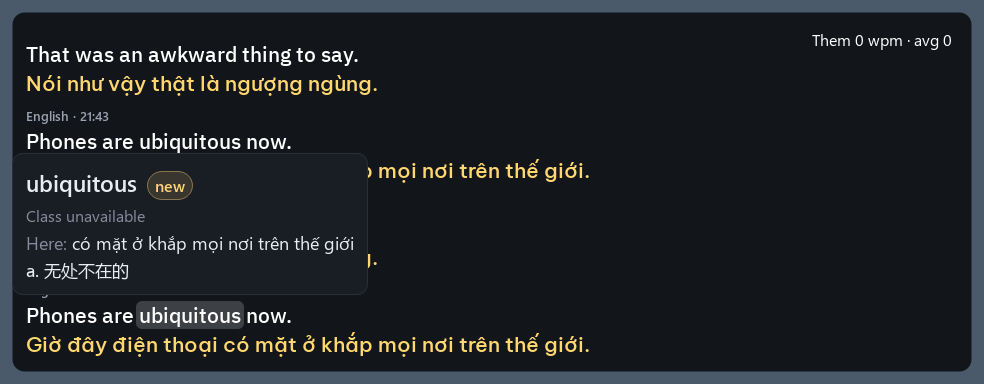 Them 0 wpm · avg 0
That was an awkward thing to say.
Nói như vậy thật là ngượng ngùng.
English · 21:43
Phones are ubiquitous now.
mọi nơi trên thế giới.
ubiquitous new
Class unavailable
Here: có mặt ở khắp mọi nơi trên thế giới
a. 无处不在的
Phones are ubiquitous now.
Giờ đây điện thoại có mặt ở khắp mọi nơi trên thế giới.